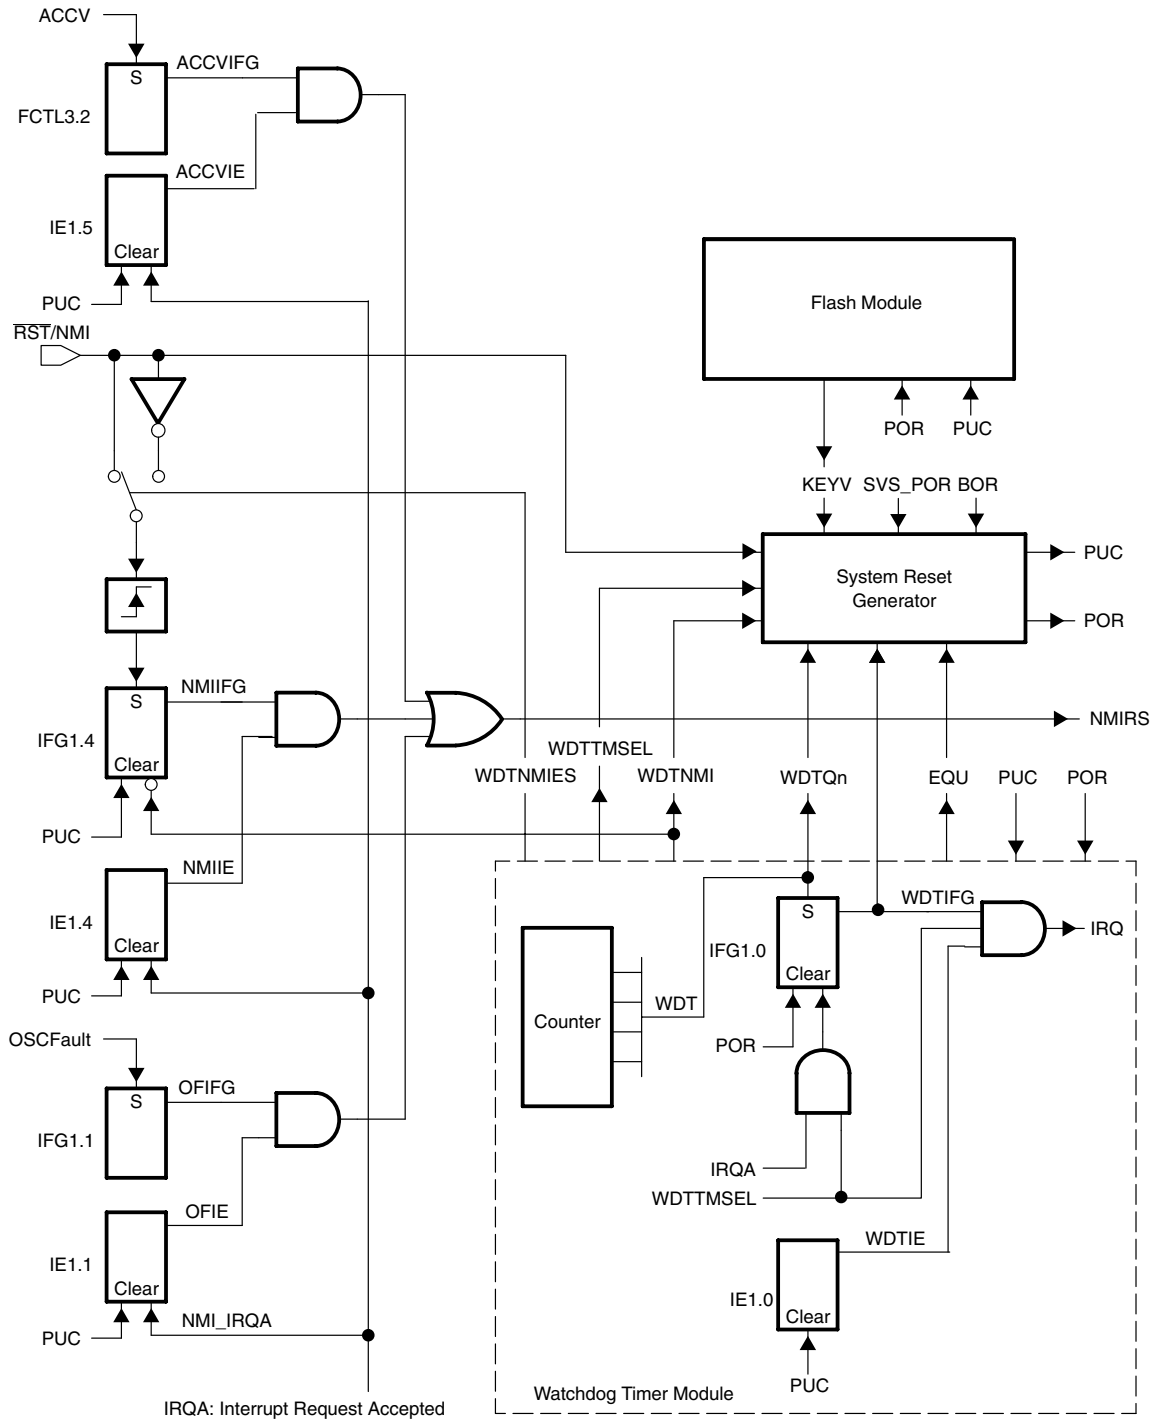 ACCV
S
ACCVIFG
FCTL3.2
ACCVIE
IE1.5
Clear
PUC
RST/NMI
Flash Module
POR
PUC
KEYV
SVS_POR
BOR
System Reset
Generator
PUC
POR
S
NMIIFG
IFG1.4
Clear
PUC
NMIRS
WDTTMSEL
WDTNMIES
WDTNMI
WDTQn
EQU
PUC
POR
NMIIE
IE1.4
Clear
PUC
OSCFault
S
OFIFG
IFG1.1
OFIE
IE1.1
Clear
NMI_IRQA
PUC
IRQA: Interrupt Request Accepted
S
WDTIFG
IRQ
IFG1.0
Clear
Counter
WDT
POR
IRQA
WDTTMSEL
WDTIE
IE1.0
Clear
PUC
Watchdog Timer Module